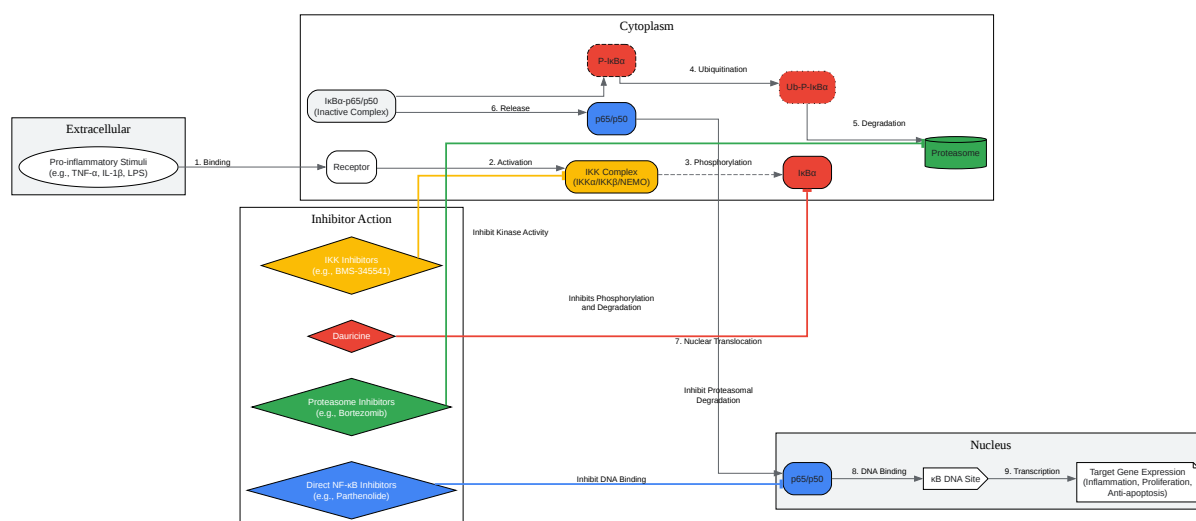 Cytoplasm
P-IκBα
4. Ubiquitination
Ub-P-IκBα
IκBα-p65/p50
(Inactive Complex)
6. Release
p65/p50
5. Degradation
Proteasome
Extracellular
Pro-inflammatory Stimuli
(e.g., TNF-α, IL-1β, LPS)
1. Binding
Receptor
2. Activation
IKK Complex
(IKKα/IKKβ/NEMO)
3. Phosphorylation
IκBα
Inhibitor Action
Inhibit Kinase Activity
IKK Inhibitors
(e.g., BMS-345541)
Inhibits Phosphorylation
and Degradation
Dauricine
7. Nuclear Translocation
Proteasome Inhibitors
(e.g., Bortezomib)
Inhibit Proteasomal
Degradation
Direct NF-κB Inhibitors
(e.g., Parthenolide)
Inhibit DNA Binding
Nucleus
p65/p50
8. DNA Binding
κB DNA Site
9. Transcription
Target Gene Expression
(Inflammation, Proliferation,
Anti-apoptosis)